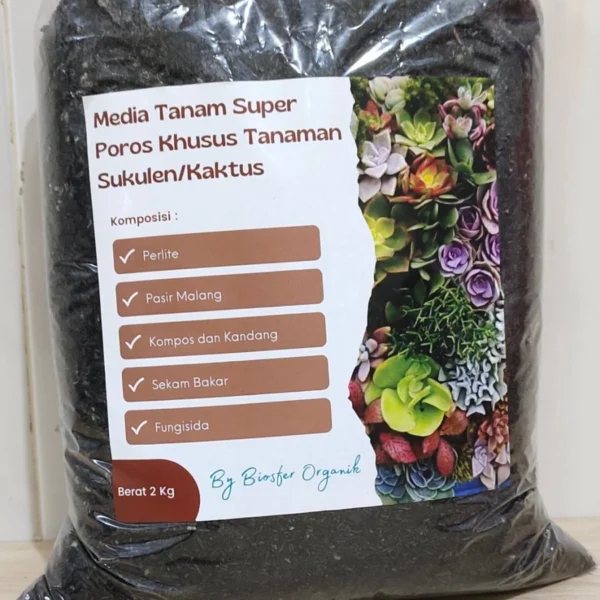 Media Tanam Super
Poros Khusus Tanaman
Sukulen/Kaktus
Komposisi :
Perlite
Pasir Malang
Kompos dan Kandang
Sekam Bakar
Fungisida
Berat 2 Kg
By Biosfer Organik